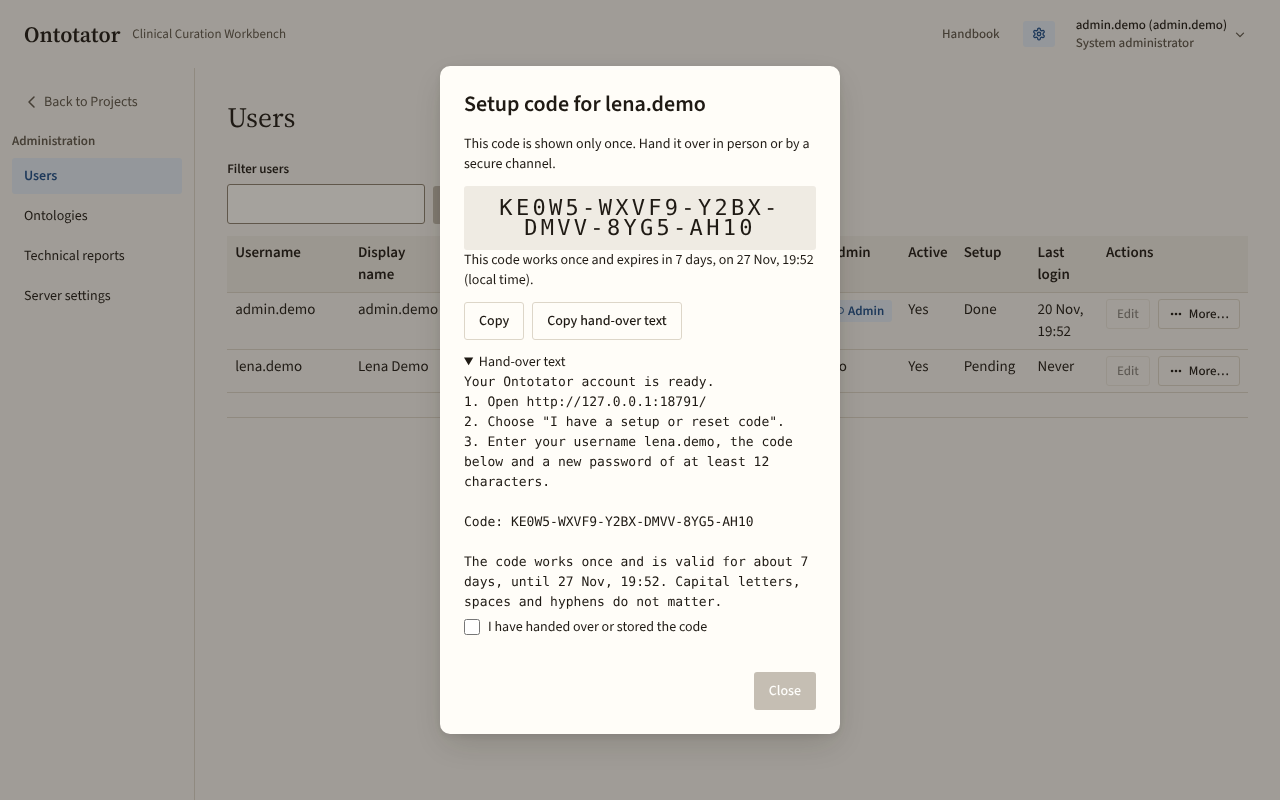 Ontotator Clinical Curation Workbench
Handbook
admin.demo (admin.demo)
System administrator
Back to Projects
Administration
Users
Ontologies
Technical reports
Server settings
Users
Filter users
Username Display name
Active Setup Last login Actions
admin.demo admin.demo Admin Yes Done 20 Nov, 19:52 Edit More...
lena.demo Lena Demo Yes Pending Never Edit More...
Setup code for lena.demo
This code is shown only once. Hand it over in person or by a
secure channel.
KE0W5-WXVF9-Y2BX-
DMVV-8YG5-AH10
This code works once and expires in 7 days, on 27 Nov, 19:52
(local time).
Copy
Copy hand-over text
Hand-over text
Your Ontotator account is ready.
1. Open http://127.0.0.1:18791/
2. Choose "I have a setup or reset code".
3. Enter your username lena.demo, the code
below and a new password of at least 12
characters.
Code: KE0W5-WXVF9-Y2BX-DMVV-8YG5-AH10
The code works once and is valid for about 7
days, until 27 Nov, 19:52. Capital letters,
spaces and hyphens do not matter.
I have handed over or stored the code
Close